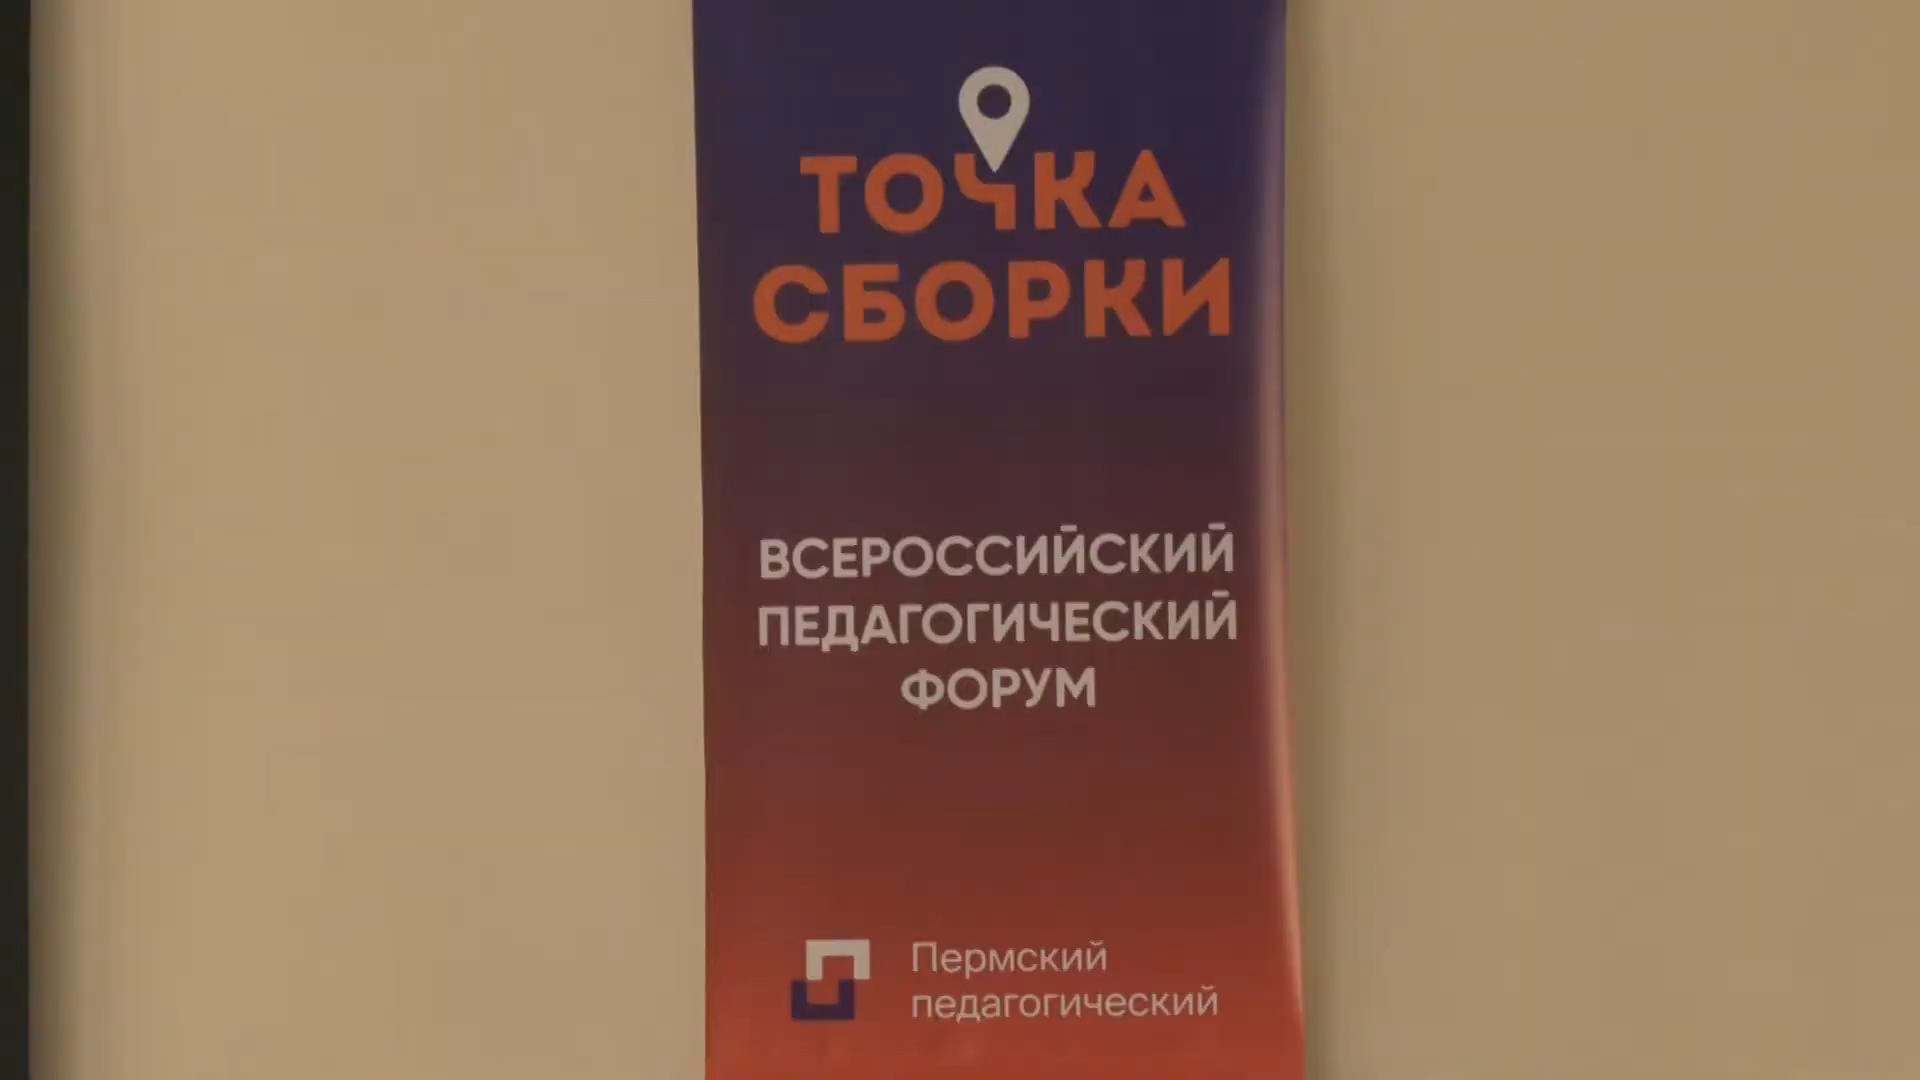 ТОЧКА
СБОРКИ
ВСЕРОССИЙСКИЙ
ПЕДАГОГИЧЕСКИЙ
ФОРУМ
Пермский
педагогический